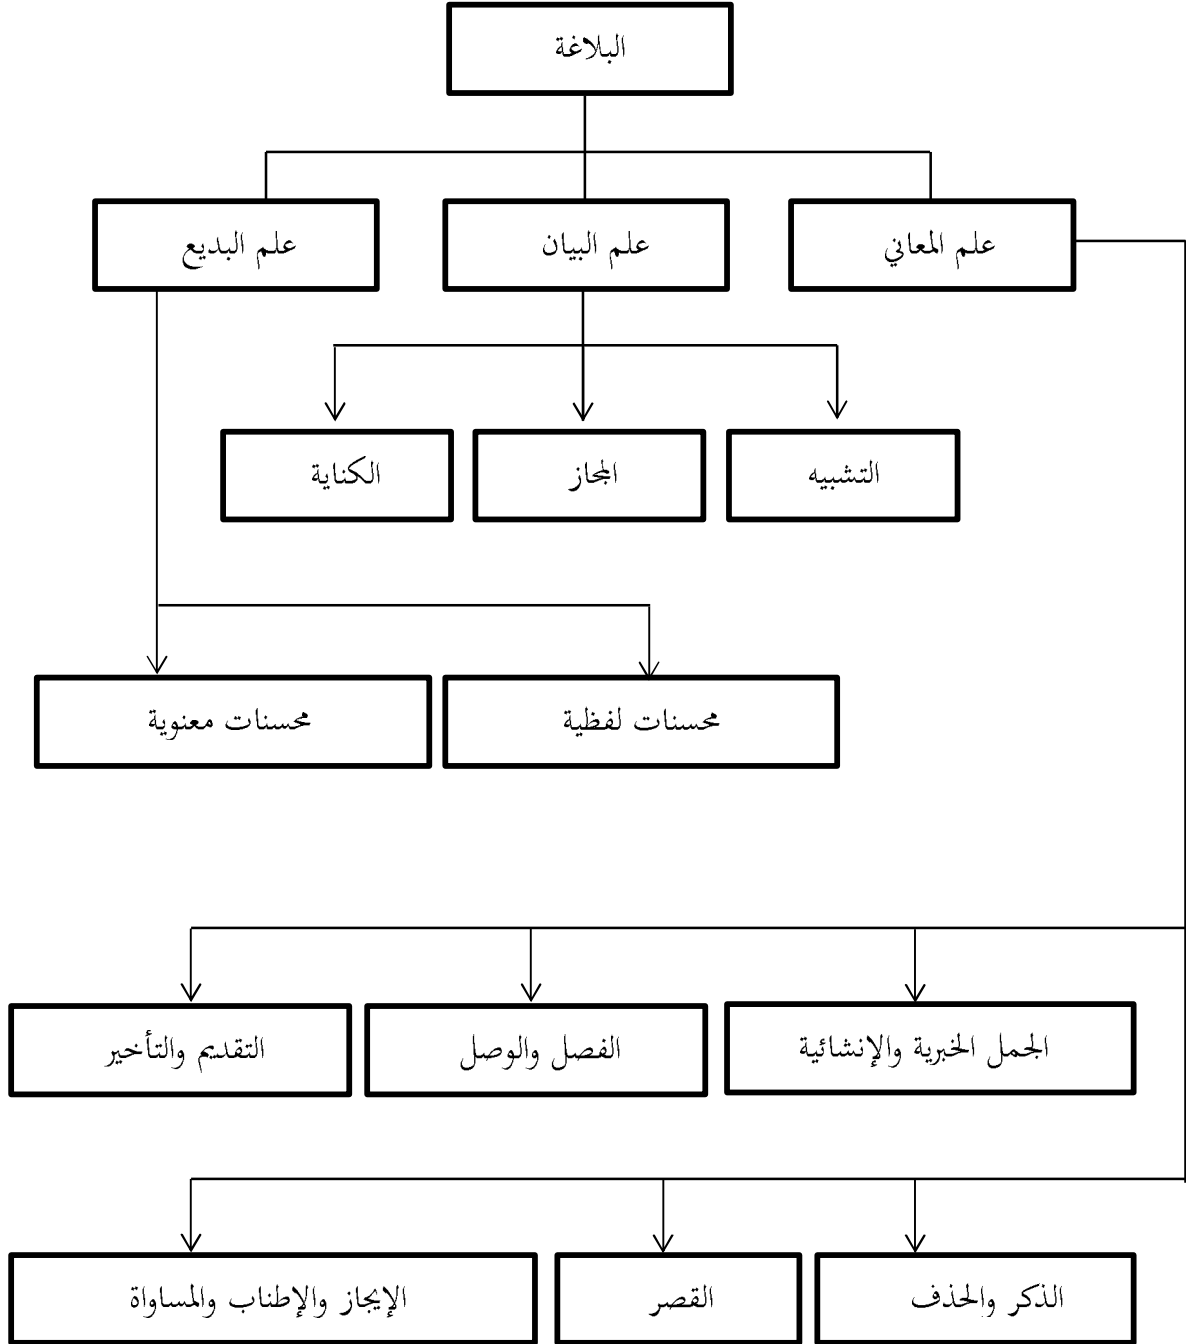 البلاغة
علم المعاني
علم البيان
علم البديع
التشبيه
المجاز
الكناية
محسنات لفظية
محسنات معنوية
الجمل الخبرية والإنشائية
الفصل والوصل
التقديم والتأخير
الذكر والحذف
القصر
الإيجاز والإطناب والمساواة